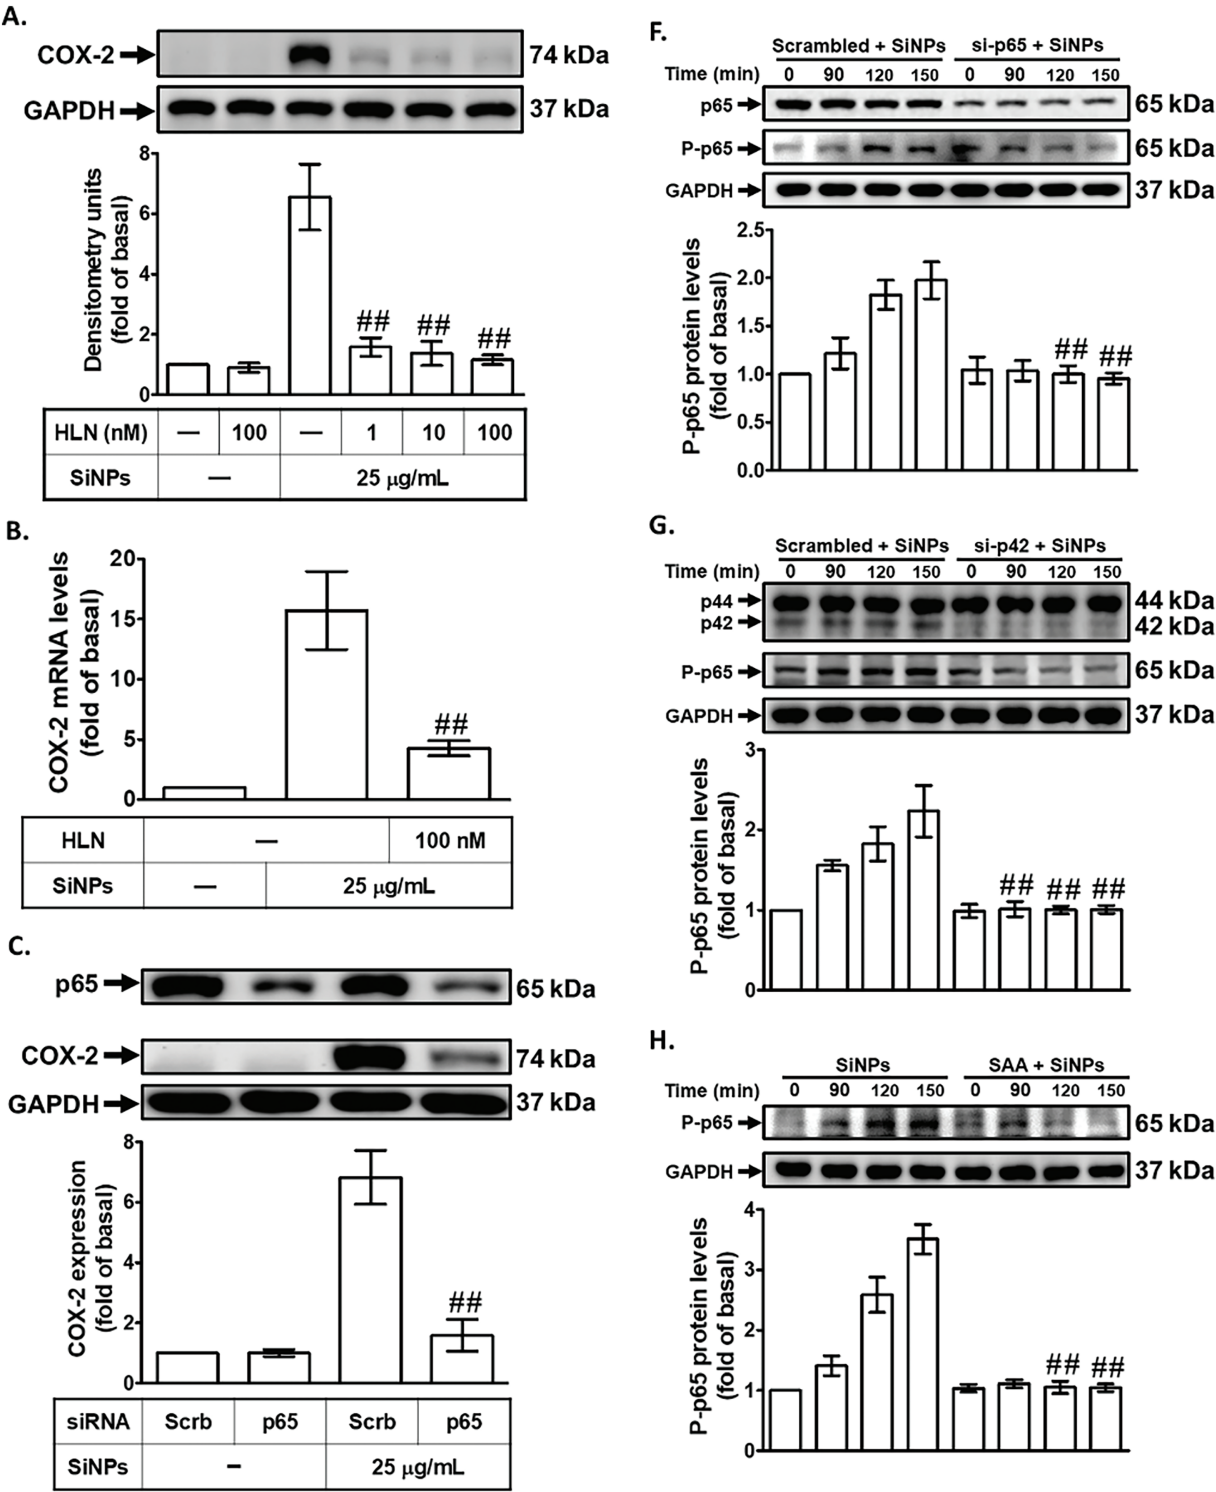 A.
COX-2 74 kDa
GAPDH 37 kDa
Densitometry units
(fold of basal)
8
6
4
2
0
## ## ##
HLN (nM) — 100 — 1 10 100
SiNPs — 25 μg/mL
B.
COX-2 mRNA levels
(fold of basal)
20
15
10
5
0
##
HLN — 100 nM
SiNPs — 25 μg/mL
C.
p65 65 kDa
COX-2 74 kDa
GAPDH 37 kDa
COX-2 expression
(fold of basal)
8
6
4
2
0
##
siRNA Scrb p65 Scrb p65
SiNPs – 25 μg/mL
F.
Scrambled + SiNPs si-p65 + SiNPs
Time (min) 0 90 120 150 0 90 120 150
p65 65 kDa
P-p65 65 kDa
GAPDH 37 kDa
P-p65 protein levels
(fold of basal)
2.5
2.0
1.5
1.0
0.5
0.0
## ##
G.
Scrambled + SiNPs si-p42 + SiNPs
Time (min) 0 90 120 150 0 90 120 150
p44 44 kDa
p42 42 kDa
P-p65 65 kDa
GAPDH 37 kDa
P-p65 protein levels
(fold of basal)
3
2
1
0
## ## ##
H.
SiNPs SAA + SiNPs
Time (min) 0 90 120 150 0 90 120 150
P-p65 65 kDa
GAPDH 37 kDa
P-p65 protein levels
(fold of basal)
4
3
2
1
0
## ##